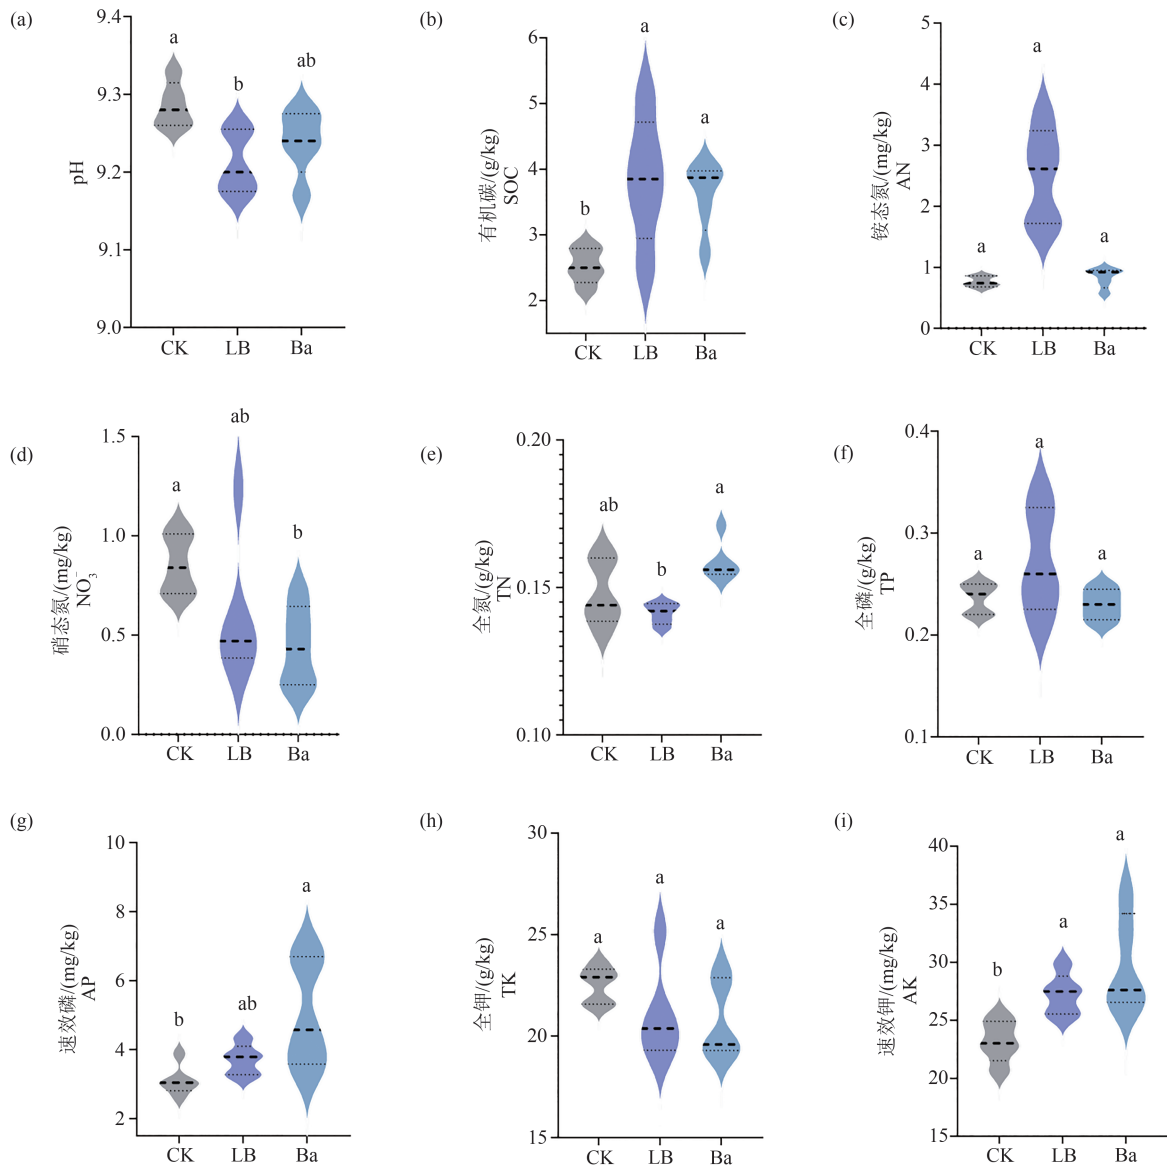 (a)
9.4
9.3
9.2
9.1
9.0
pH
a
b
ab
CK
LB
Ba
(b)
6
5
4
3
2
有机碳/(g/kg)
SOC
b
a
a
CK
LB
Ba
(c)
5
4
3
2
1
0
铵态氮/(mg/kg)
AN
a
a
a
CK
LB
Ba
(d)
1.5
1.0
0.5
0.0
硝态氮/(mg/kg)
NO₃⁻
a
ab
b
CK
LB
Ba
(e)
0.20
0.15
0.10
全氮/(g/kg)
TN
ab
b
a
CK
LB
Ba
(f)
0.4
0.3
0.2
0.1
全磷/(g/kg)
TP
a
a
a
CK
LB
Ba
(g)
10
8
6
4
2
速效磷/(mg/kg)
AP
b
ab
a
CK
LB
Ba
(h)
30
25
20
15
全钾/(g/kg)
TK
a
a
a
CK
LB
Ba
(i)
40
35
30
25
20
15
速效钾/(mg/kg)
AK
b
a
a
CK
LB
Ba